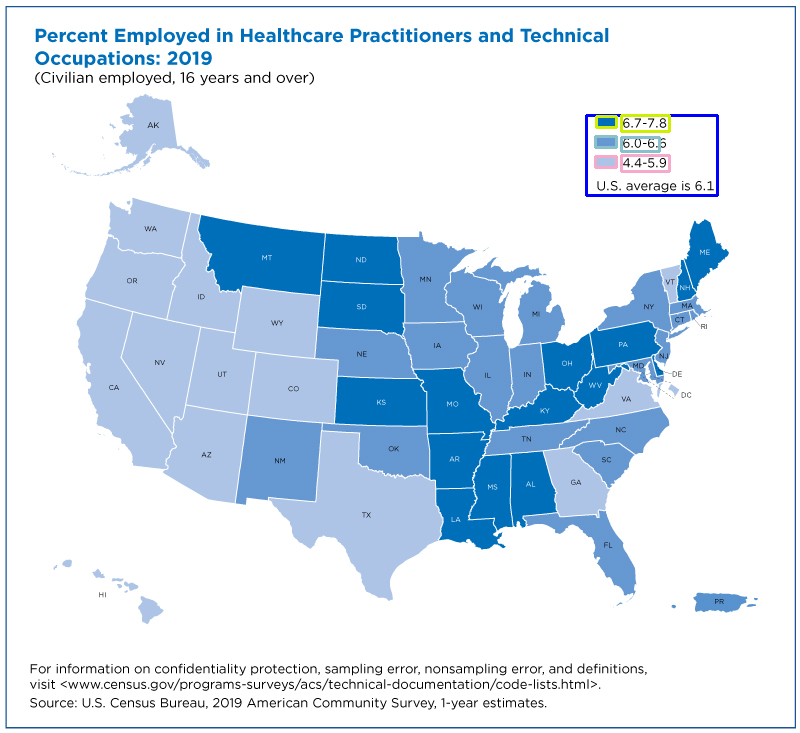 Percent Employed in Healthcare Practitioners and Technical
Occupations: 2019
(Civilian employed, 16 years and over)
AK
6.7-7.8
6.0-6.6
4.4-5.9
U.S. average is 6.1
WA
OR
ID
MT
ND
SD
WY
NV
UT
CO
CA
AZ
NM
NE
KS
OK
TX
MN
IA
MO
AR
LA
WI
IL
MI
IN
OH
KY
TN
MS
AL
GA
FL
SC
NC
VA
WV
PA
NY
VT
NH
ME
MA
CT
RI
NJ
DE
MD
DC
HI
PR
For information on confidentiality protection, sampling error, nonsampling error, and definitions,
visit <www.census.gov/programs-surveys/acs/technical-documentation/code-lists.html>.
Source: U.S. Census Bureau, 2019 American Community Survey, 1-year estimates.